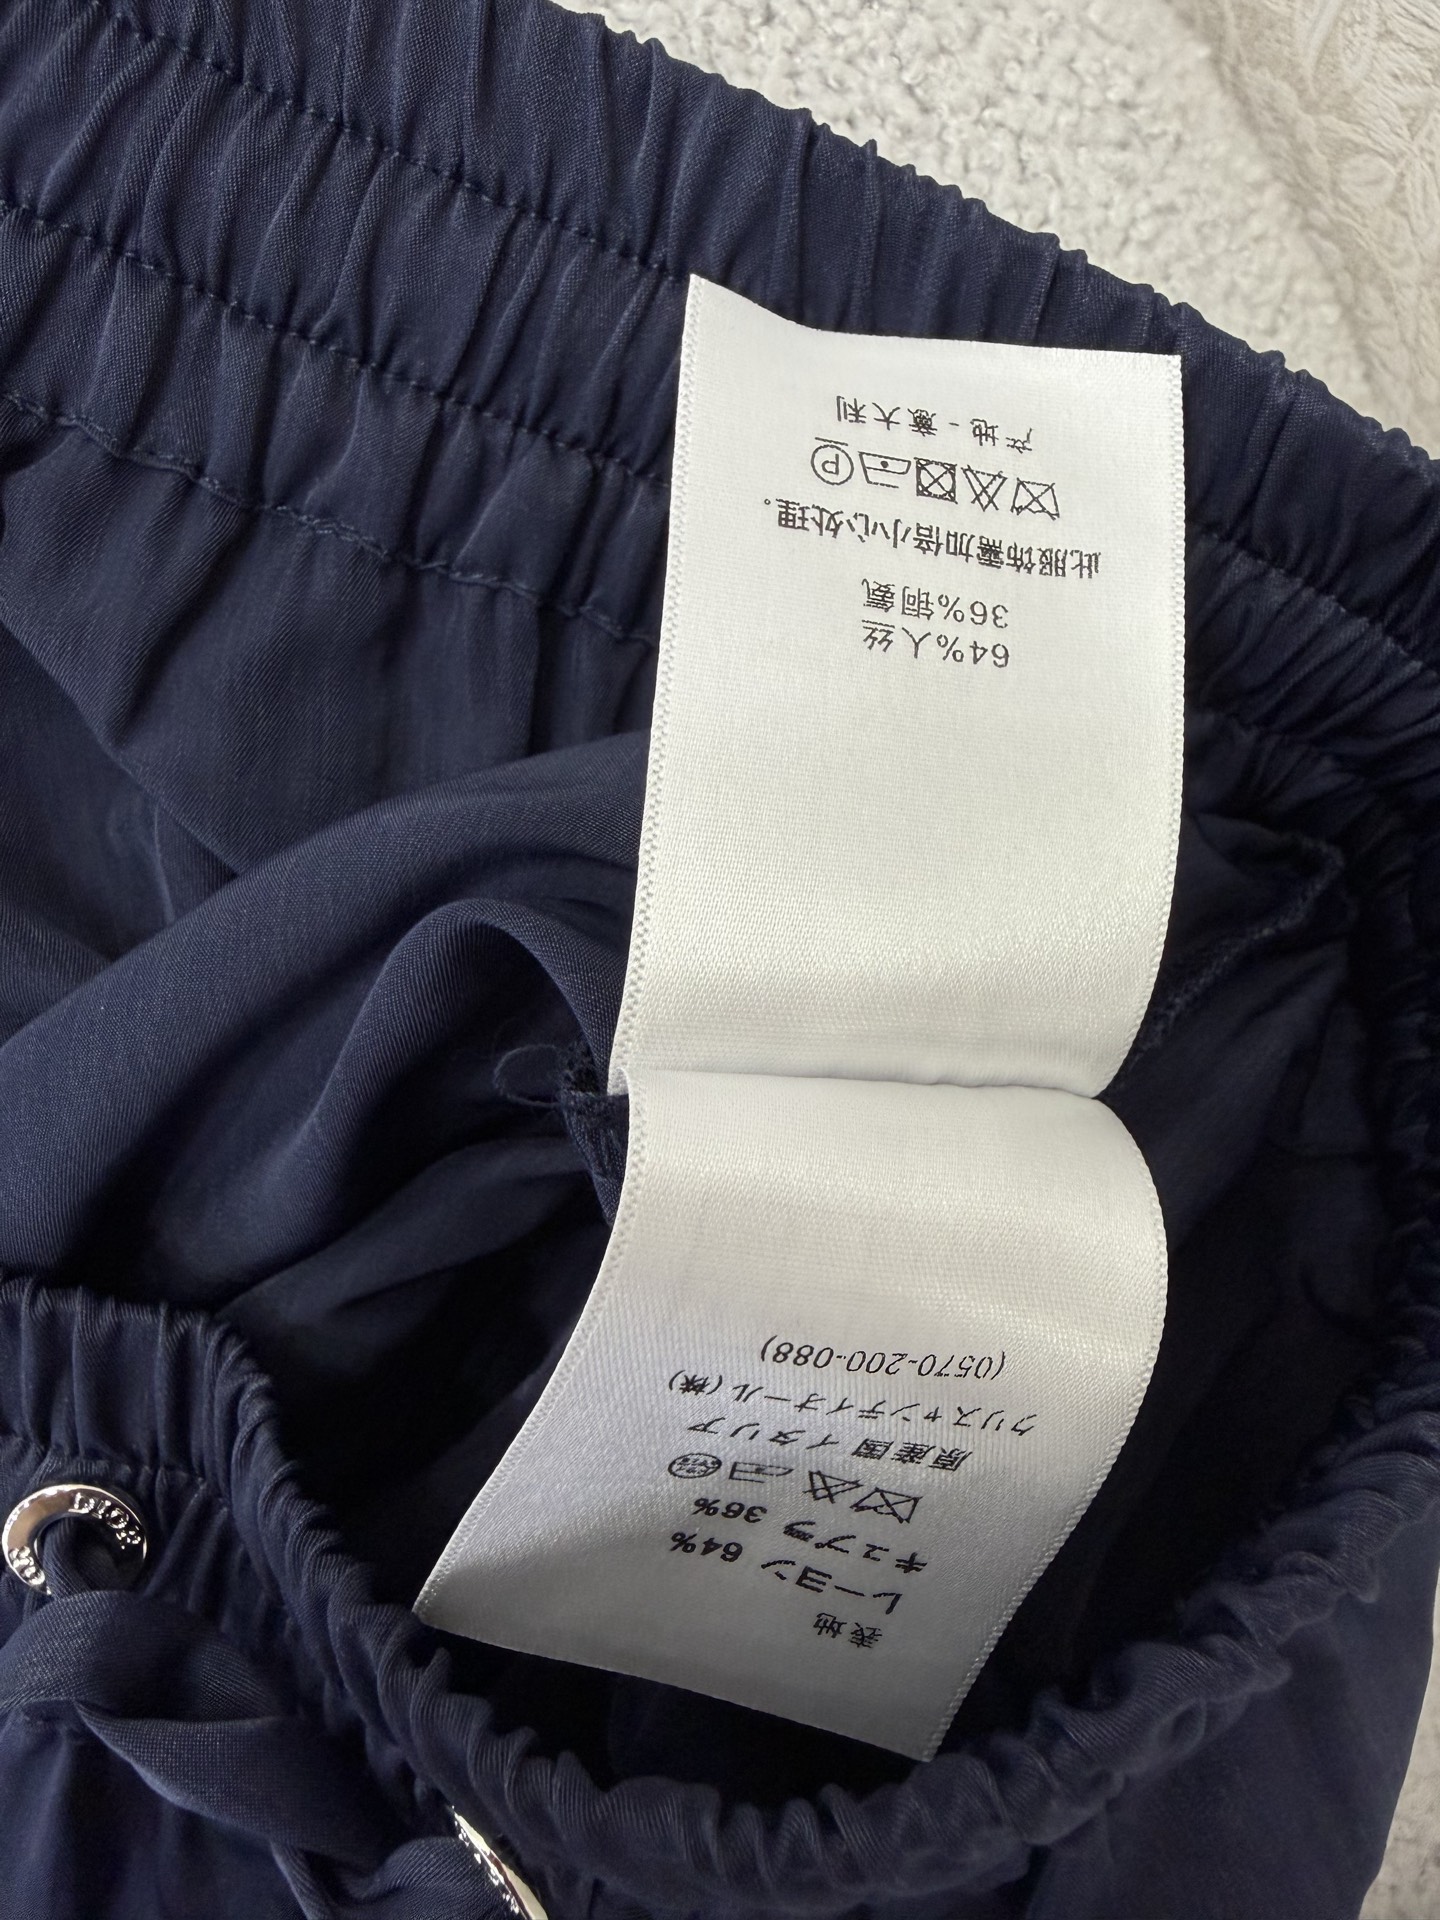 64%人丝
36%铜氨
此服饰需加倍小心处理。
P
产地-意大利
表地
レーヨン 64%
キュプラ 36%
原産国 イタリア
クリスャンディオール(株)
(0570-200-088)
DIOR